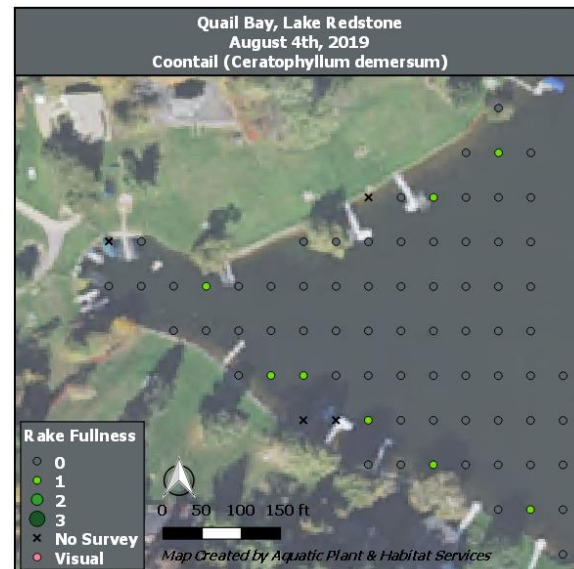 Quail Bay, Lake Redstone
August 4th, 2019
Coontail (Ceratophyllum demersum)
Rake Fullness
0
1
2
3
No Survey
Visual
0 50 100 150 ft
Map Created by Aquatic Plant & Habitat Services